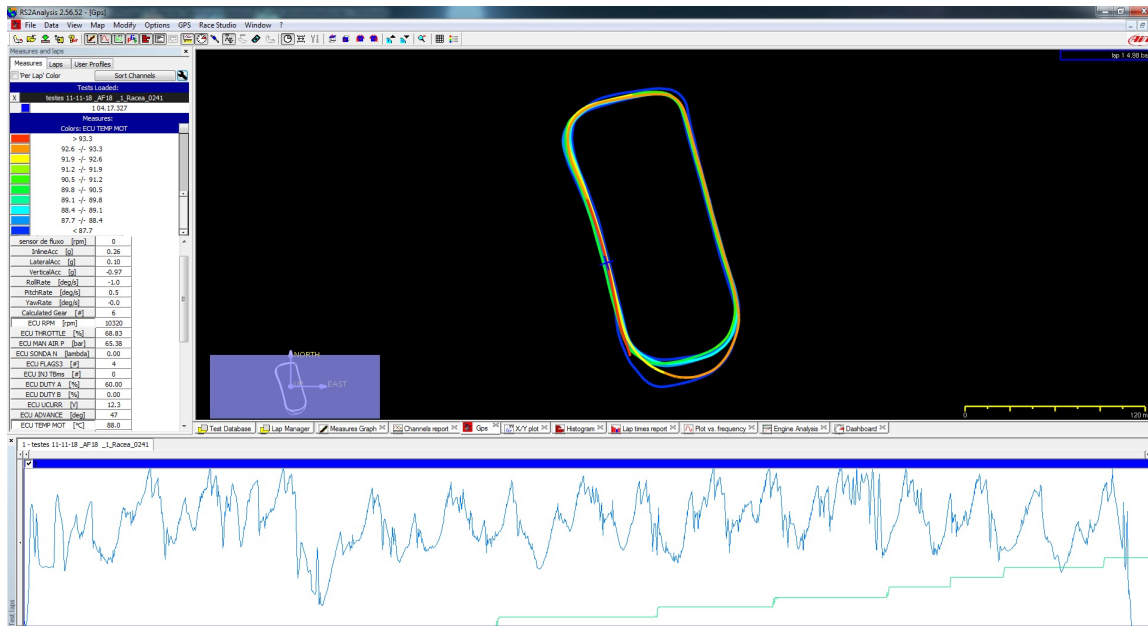 RS2Analysis 2.56.52 - [Gps]
File Data View Map Modify Options GPS Race Studio Window ?
Measures and laps
Measures Laps User Profiles
'Per Lap' Color Sort Channels
Tests Loaded:
X testes 11-11-18 _AF18 _1_Racea_0241
1 04.17.327
Measures:
Colors: ECU TEMP MOT
> 93.3
92.6 -/- 93.3
91.9 -/- 92.6
91.2 -/- 91.9
90.5 -/- 91.2
89.8 -/- 90.5
89.1 -/- 89.8
88.4 -/- 89.1
87.7 -/- 88.4
< 87.7
sensor de fluxo [rpm] 0
InlineAcc [g] 0.26
LateralAcc [g] 0.10
VerticalAcc [g] -0.97
RollRate [deg/s] -1.0
PitchRate [deg/s] 0.5
YawRate [deg/s] -0.0
Calculated Gear [#] 6
ECU RPM [rpm] 10320
ECU THROTTLE [%] 68.83
ECU MAN AIR P [bar] 65.38
ECU SONDA N [lambda] 0.00
ECU FLAGS3 [#] 4
ECU INJ TBms [#] 0
ECU DUTY A [%] 60.00
ECU DUTY B [%] 0.00
ECU UCURR [V] 12.3
ECU ADVANCE [deg] 47
ECU TEMP MOT [°C] 88.0
lap 1 4.98 ba
NORTH
EAST
0 120 m
Test Database Lap Manager Measures Graph Channels report Gps X/Y plot Histogram Lap times report Plot vs. frequency Engine Analysis Dashboard
1 - testes 11-11-18 _AF18 _1_Racea_0241
Test laps